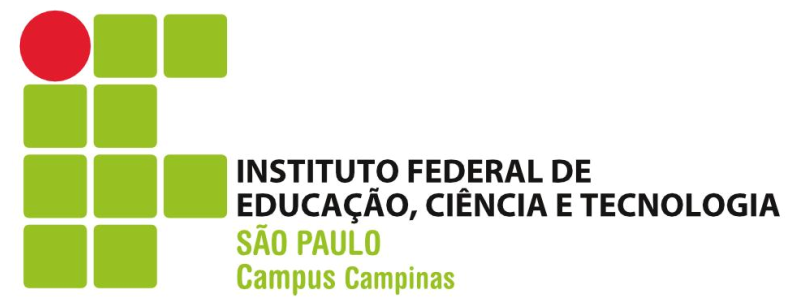 INSTITUTO FEDERAL DE
EDUCAÇÃO, CIÊNCIA E TECNOLOGIA
SÃO PAULO
Campus Campinas